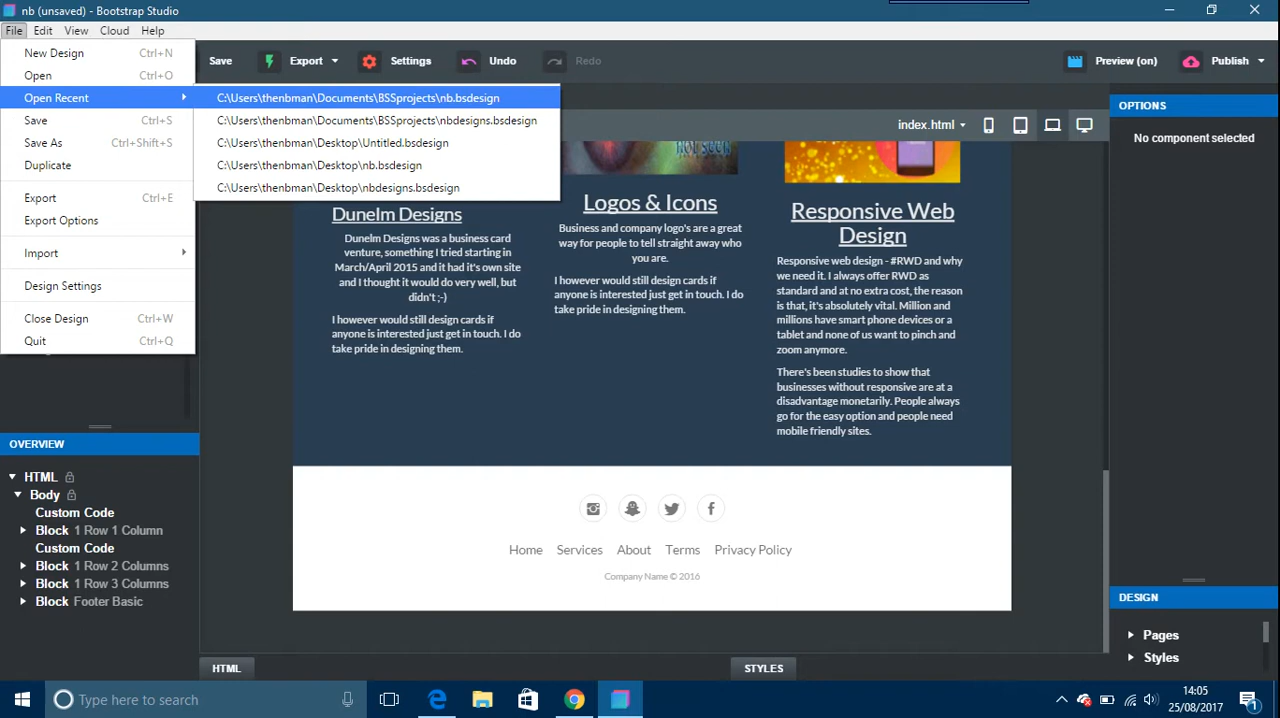 nb (unsaved) - Bootstrap Studio
File Edit View Cloud Help
Save Export Settings Undo Redo Preview (on) Publish
New Design Ctrl+N
Open Ctrl+O
Open Recent
Save Ctrl+S
Save As Ctrl+Shift+S
Duplicate
Export Ctrl+E
Export Options
Import
Design Settings
Close Design Ctrl+W
Quit Ctrl+Q
C:\Users\thenbman\Documents\BSSprojects\nb.bsdesign
C:\Users\thenbman\Documents\BSSprojects\nbdesigns.bsdesign
C:\Users\thenbman\Desktop\Untitled.bsdesign
C:\Users\thenbman\Desktop\nb.bsdesign
C:\Users\thenbman\Desktop\nbdesigns.bsdesign
index.html
OPTIONS
No component selected
NOT SEEN
Dunelm Designs
Dunelm Designs was a business card
venture, something I tried starting in
March/April 2015 and it had it's own site
and I thought it would do very well, but
didn't ;-)
I however would still design cards if
anyone is interested just get in touch. I do
take pride in designing them.
Logos & Icons
Business and company logo's are a great
way for people to tell straight away who
you are.
I however would still design cards if
anyone is interested just get in touch. I do
take pride in designing them.
Responsive Web
Design
Responsive web design - #RWD and why
we need it. I always offer RWD as
standard and at no extra cost, the reason
is that, it's absolutely vital. Million and
millions have smart phone devices or a
tablet and none of us want to pinch and
zoom anymore.
There's been studies to show that
businesses without responsive are at a
disadvantage monetarily. People always
go for the easy option and people need
mobile friendly sites.
Home Services About Terms Privacy Policy
Company Name © 2016
OVERVIEW
HTML
Body
Custom Code
Block 1 Row 1 Column
Custom Code
Block 1 Row 2 Columns
Block 1 Row 3 Columns
Block Footer Basic
DESIGN
Pages
Styles
HTML STYLES
Type here to search
14:05
25/08/2017
1